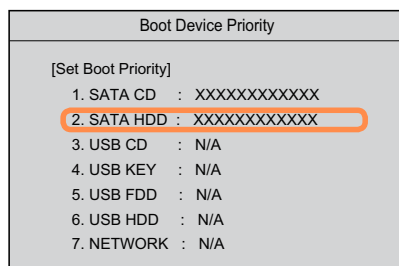 Boot Device Priority
[Set Boot Priority]
1. SATA CD : XXXXXXXXXXXX
2. SATA HDD : XXXXXXXXXXXX
3. USB CD : N/A
4. USB KEY : N/A
5. USB FDD : N/A
6. USB HDD : N/A
7. NETWORK : N/A